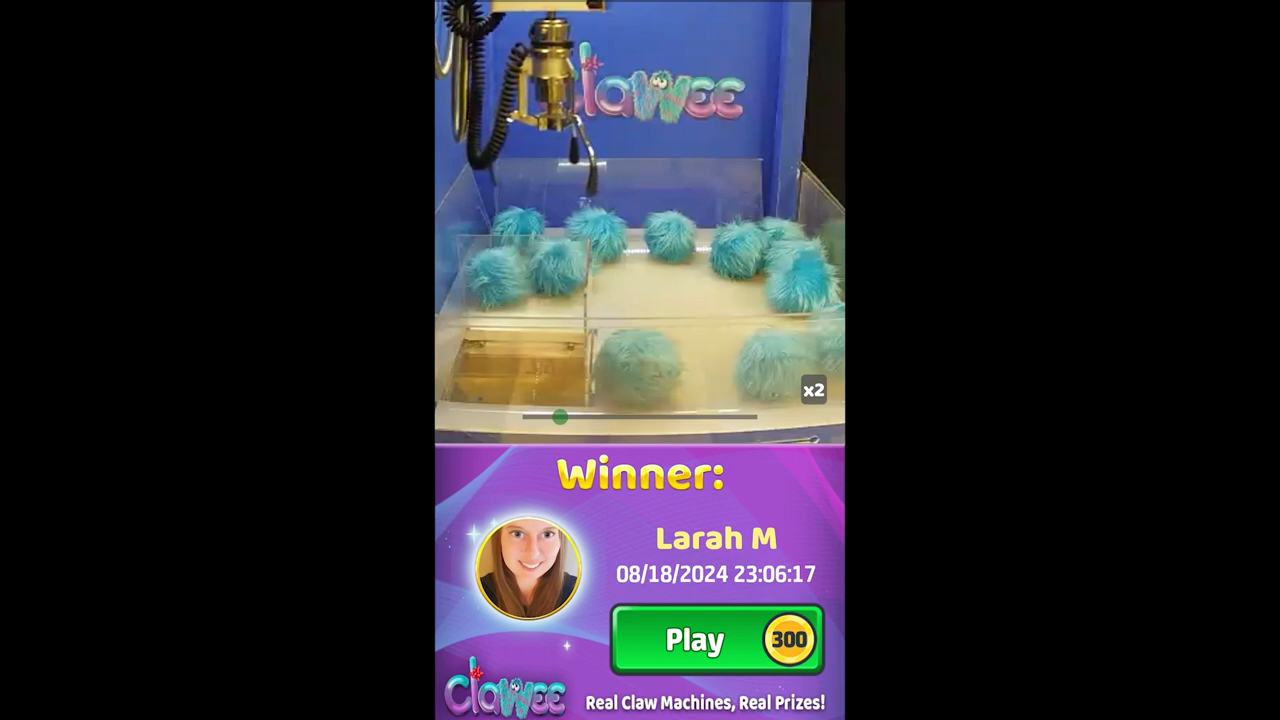 Clawee
x2
Winner:
Larah M
08/18/2024 23:06:17
Play 300
Clawee
Real Claw Machines, Real Prizes!